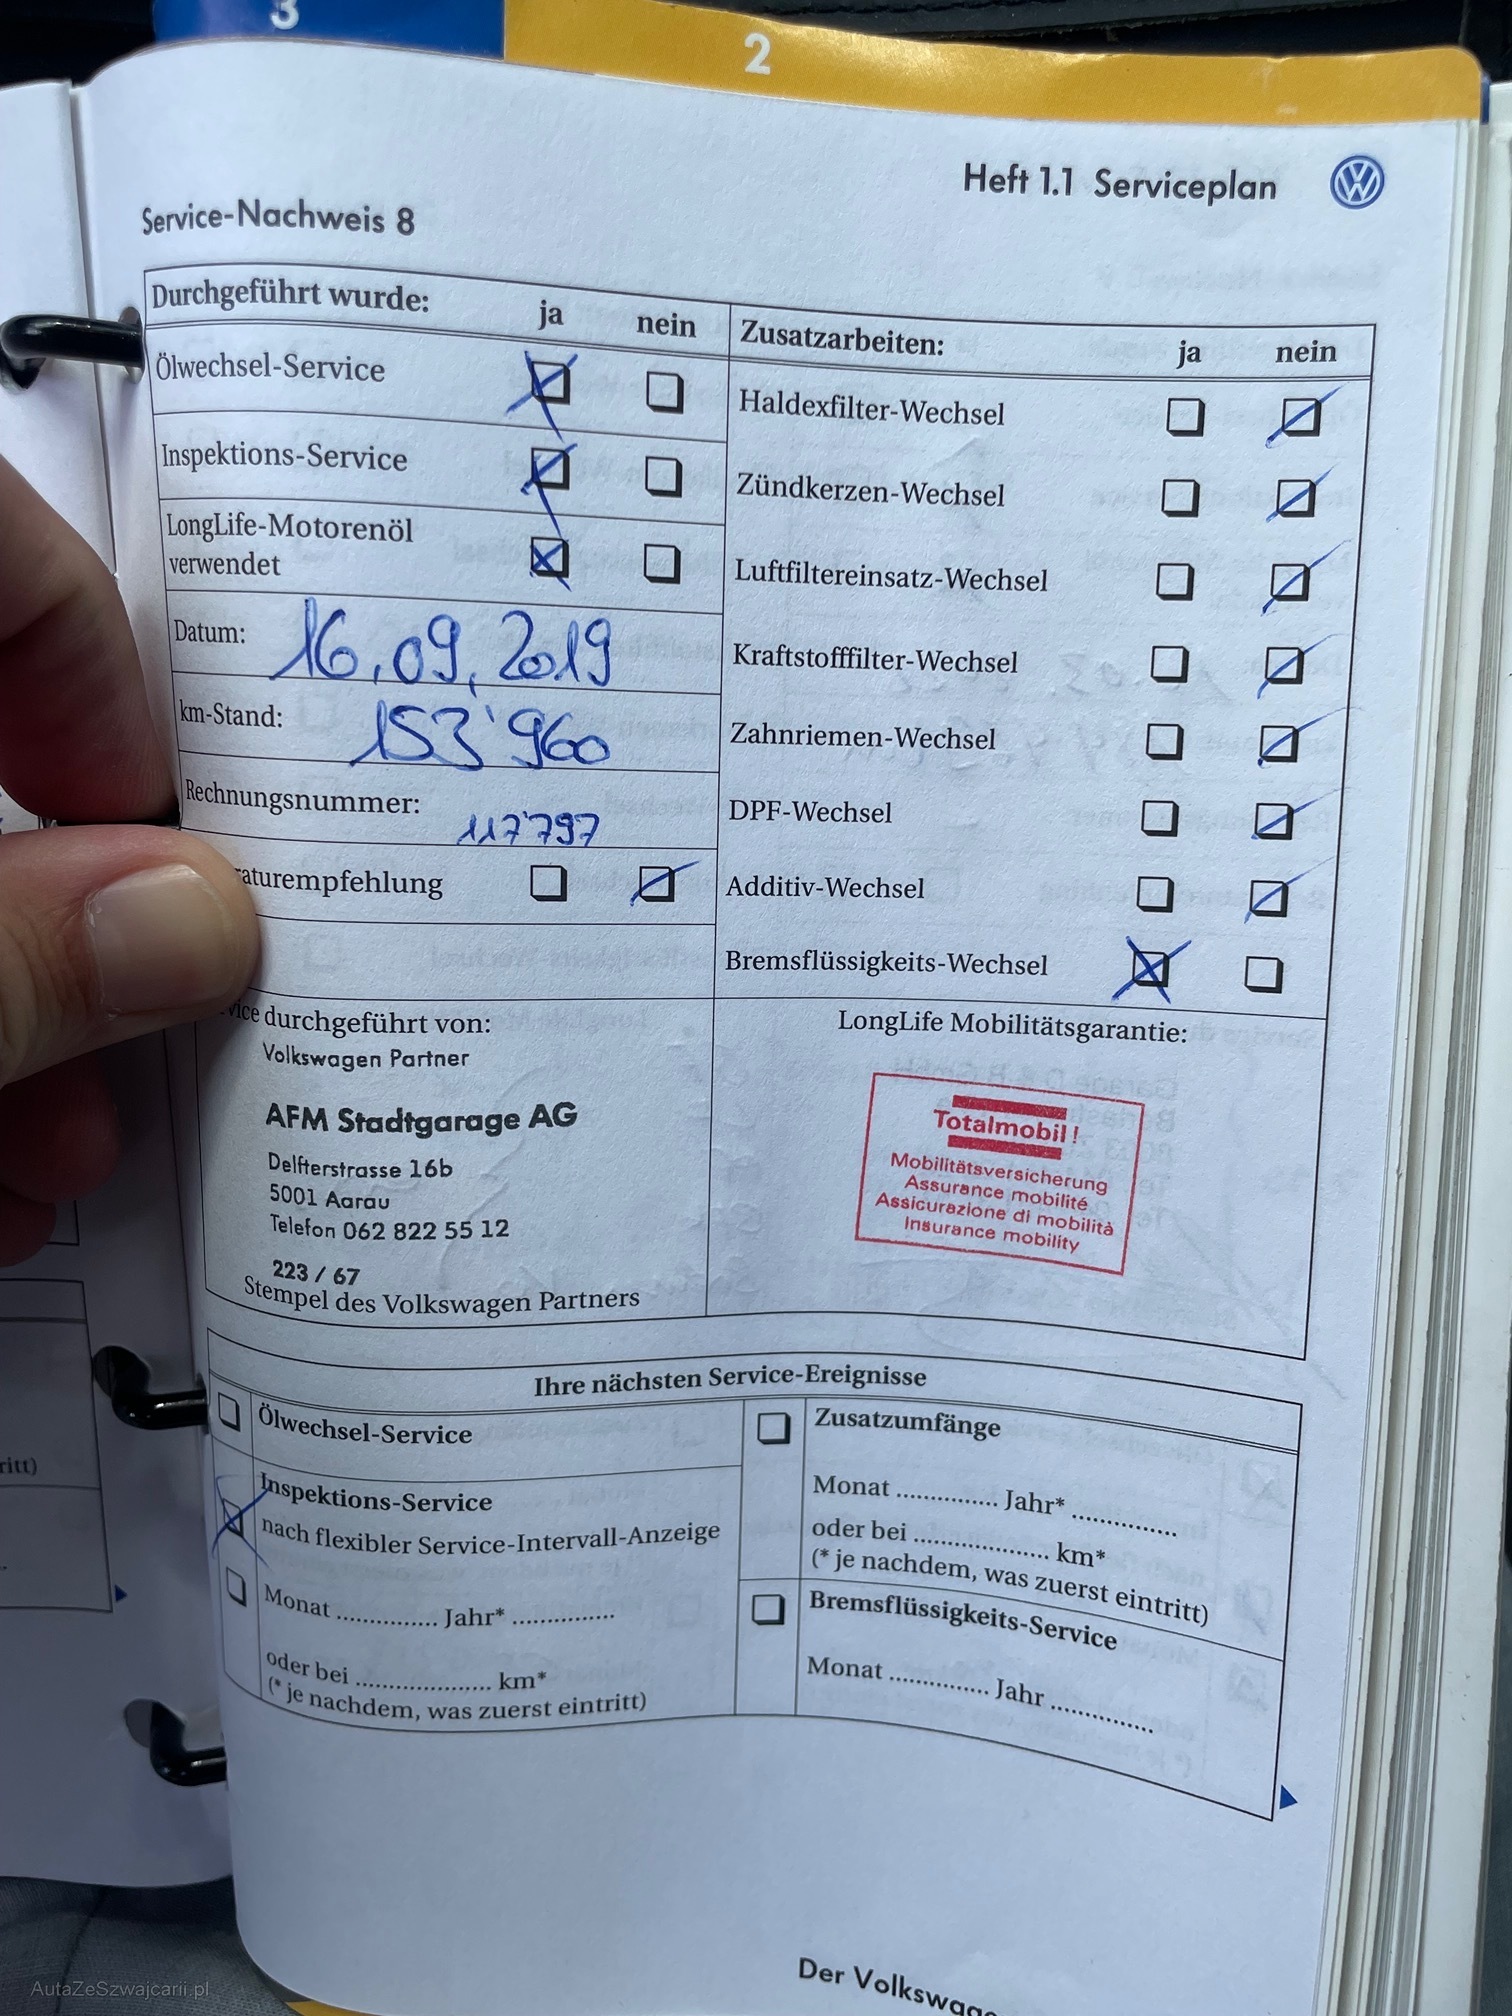 3
2
Heft 1.1 Serviceplan
Service-Nachweis 8
Durchgeführt wurde: ja nein
Ölwechsel-Service
Inspektions-Service
LongLife-Motorenöl
verwendet
Datum: 16.09.2019
km-Stand: 153'960
Rechnungsnummer: 117'797
raturempfehlung
Zusatzarbeiten: ja nein
Haldexfilter-Wechsel
Zündkerzen-Wechsel
Luftfiltereinsatz-Wechsel
Kraftstofffilter-Wechsel
Zahnriemen-Wechsel
DPF-Wechsel
Additiv-Wechsel
Bremsflüssigkeits-Wechsel
vice durchgeführt von:
Volkswagen Partner
AFM Stadtgarage AG
Delfterstrasse 16b
5001 Aarau
Telefon 062 822 55 12
223 / 67
Stempel des Volkswagen Partners
LongLife Mobilitätsgarantie:
Totalmobil!
Mobilitätsversicherung
Assurance mobilité
Assicurazione di mobilità
Insurance mobility
Ihre nächsten Service-Ereignisse
Ölwechsel-Service
Inspektions-Service
nach flexibler Service-Intervall-Anzeige
Monat ............... Jahr* ...............
oder bei .................... km*
(* je nachdem, was zuerst eintritt)
Zusatzumfänge
Monat ............... Jahr* ...............
oder bei .................... km*
(* je nachdem, was zuerst eintritt)
Bremsflüssigkeits-Service
Monat ............... Jahr ...............
ritt)
Der Volkswage
AutaZeSzwajcarii.pl